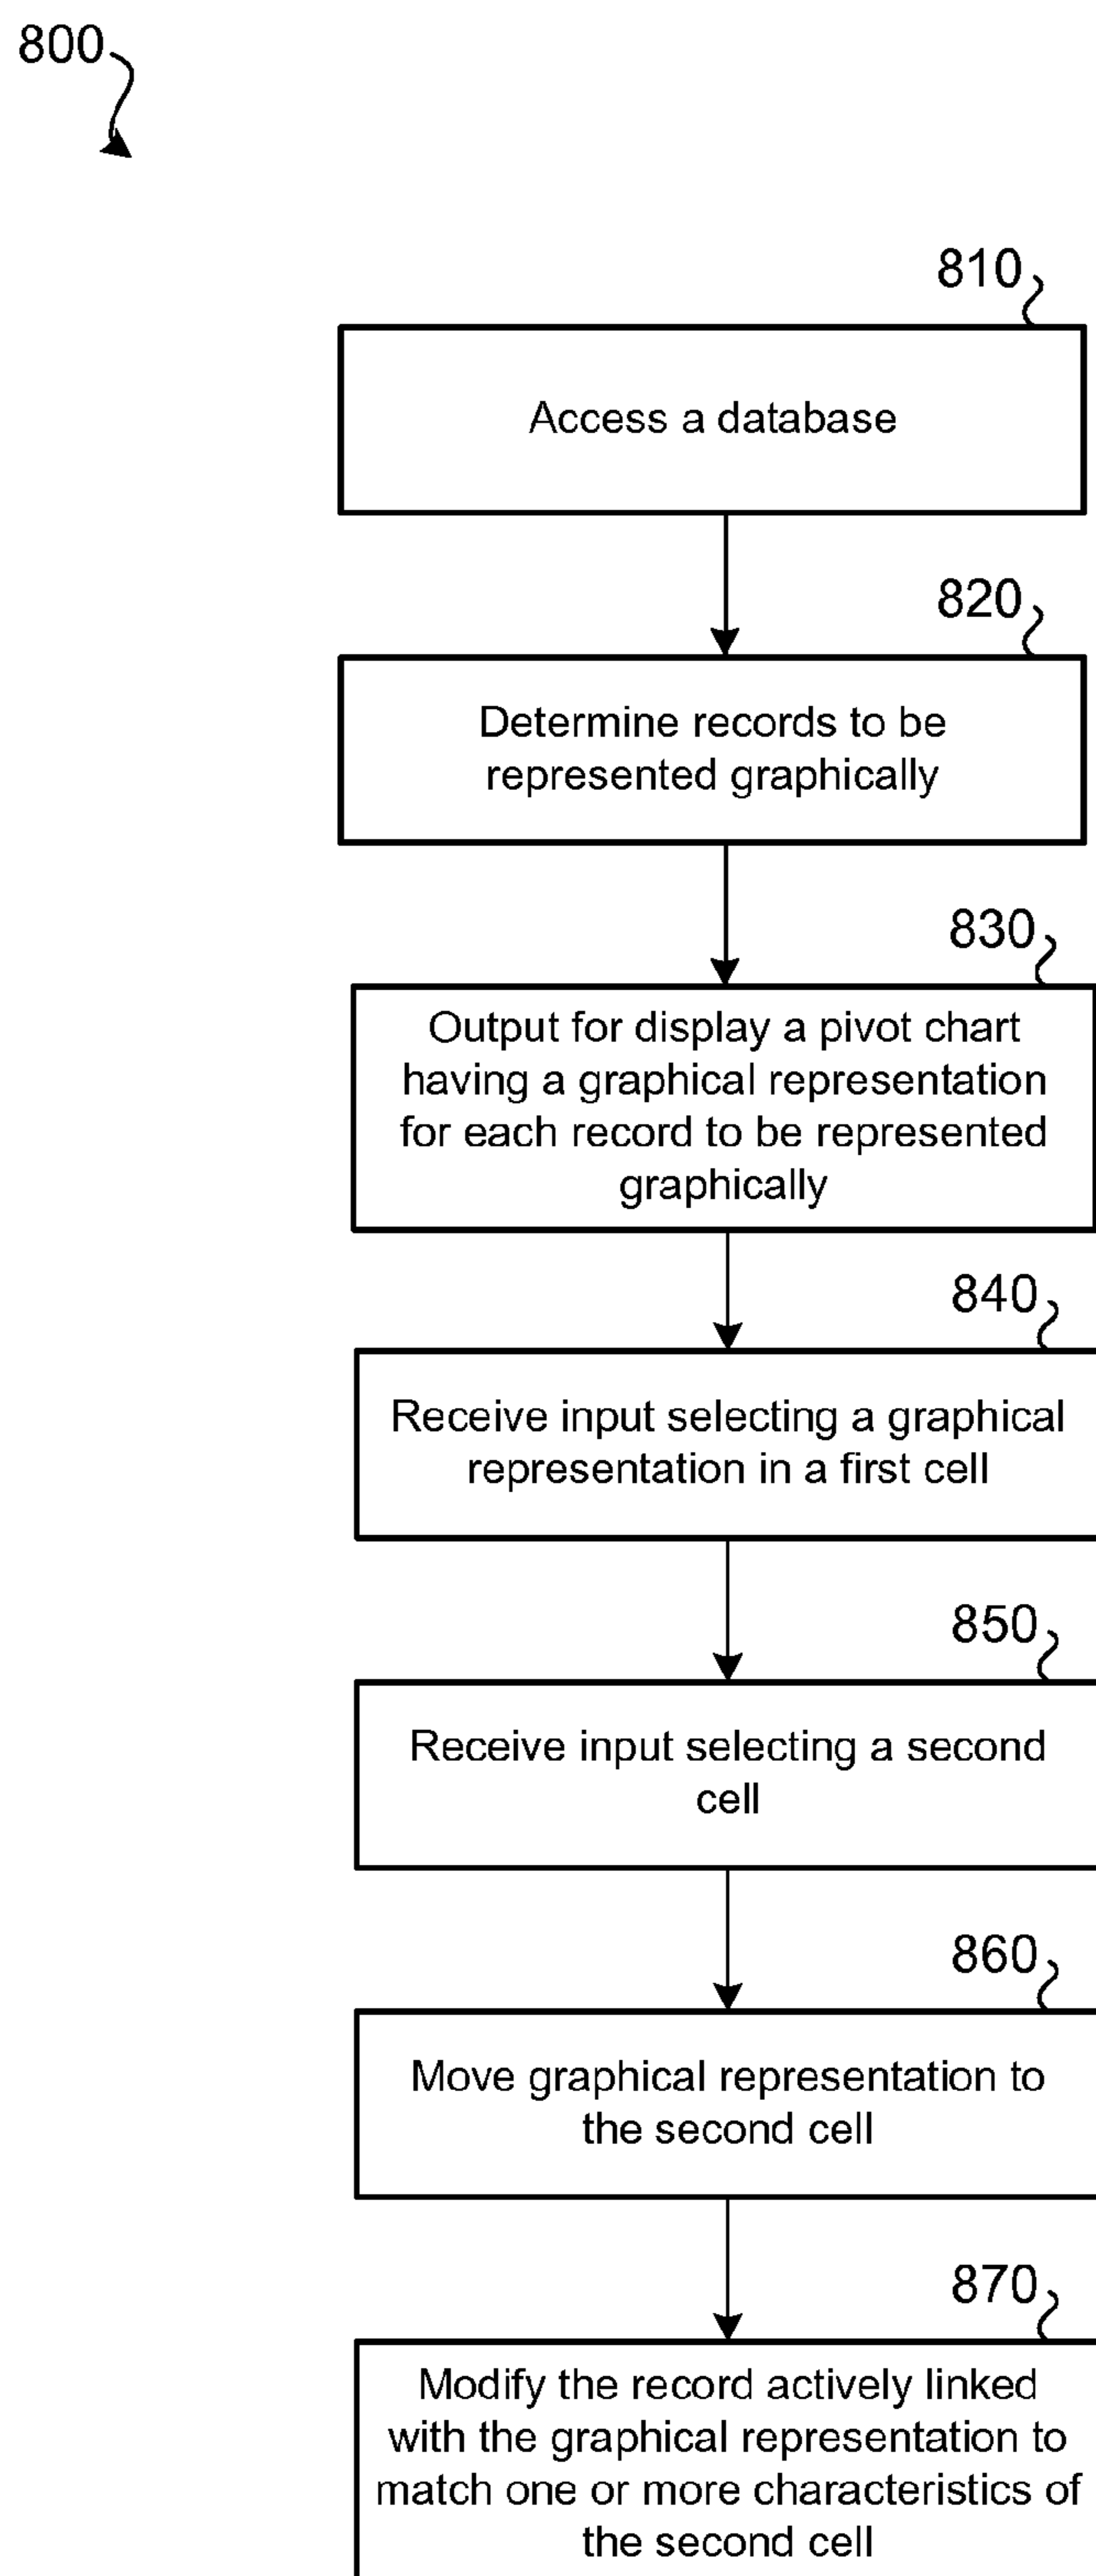 800
810
Access a database
820
Determine records to be
represented graphically
830
Output for display a pivot chart
having a graphical representation
for each record to be represented
graphically
840
Receive input selecting a graphical
representation in a first cell
850
Receive input selecting a second
cell
860
Move graphical representation to
the second cell
870
Modify the record actively linked
with the graphical representation to
match one or more characteristics of
the second cell